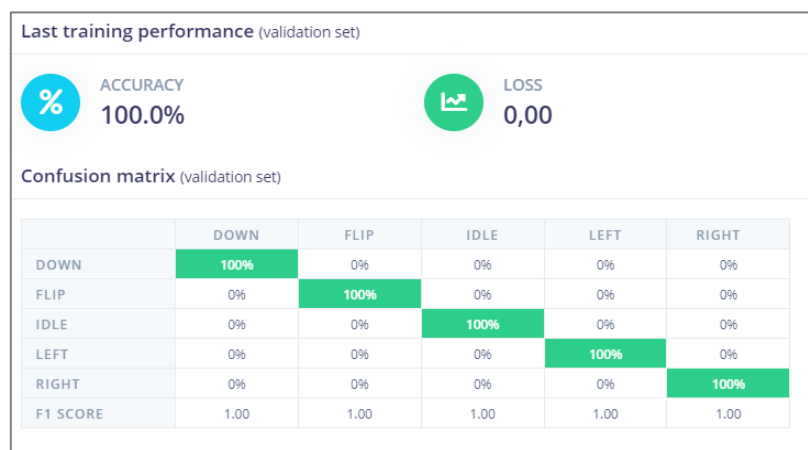 Last training performance (validation set)
% ACCURACY LOSS
100.0% 0,00
Confusion matrix (validation set)
DOWN FLIP IDLE LEFT RIGHT
DOWN 100% 0% 0% 0% 0%
FLIP 0% 100% 0% 0% 0%
IDLE 0% 0% 100% 0% 0%
LEFT 0% 0% 0% 100% 0%
RIGHT 0% 0% 0% 0% 100%
F1 SCORE 1.00 1.00 1.00 1.00 1.00